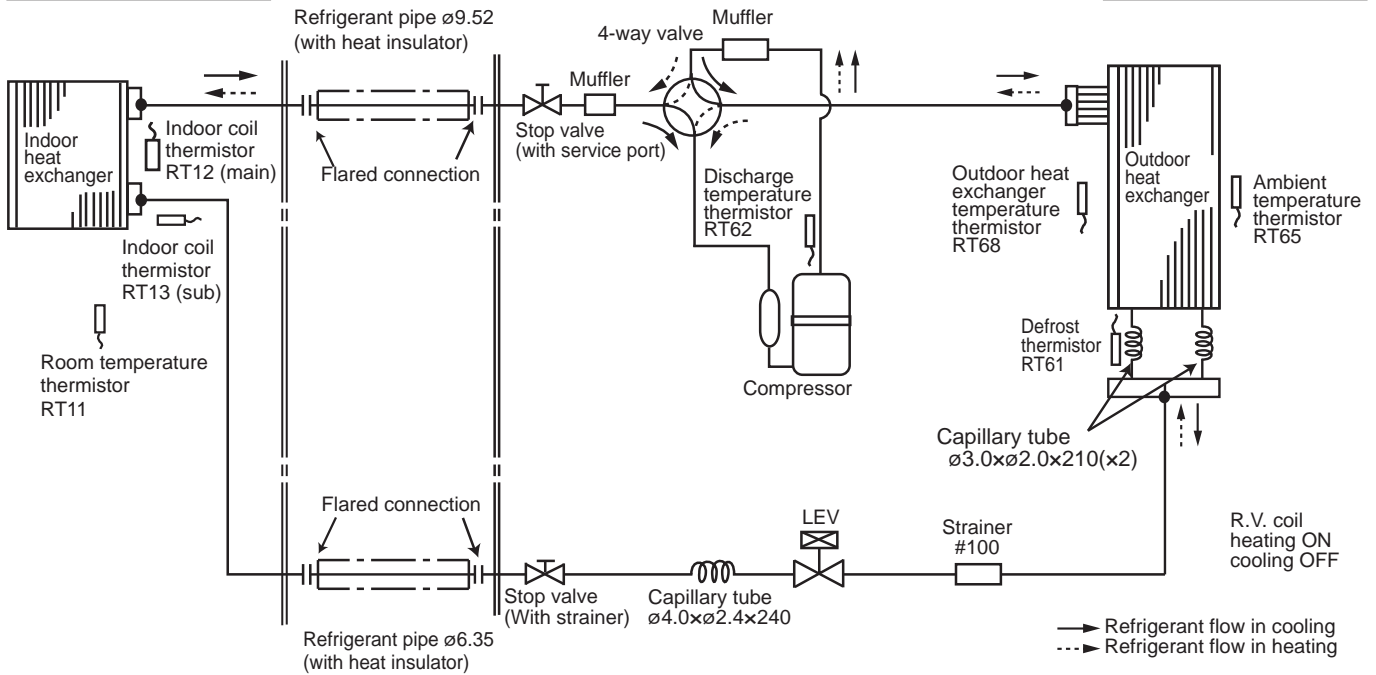 Refrigerant pipe ø9.52
(with heat insulator)
4-way valve
Muffler
Muffler
Indoor
heat
exchanger
Indoor coil
thermistor
RT12 (main)
Flared connection
Stop valve
(with service port)
Discharge
temperature
thermistor
RT62
Outdoor heat
exchanger
temperature
thermistor
RT68
Outdoor
heat
exchanger
Ambient
temperature
thermistor
RT65
Indoor coil
thermistor
RT13 (sub)
Room temperature
thermistor
RT11
Compressor
Defrost
thermistor
RT61
Capillary tube
ø3.0×ø2.0×210(×2)
Flared connection
LEV
Strainer
#100
R.V. coil
heating ON
cooling OFF
Stop valve
(With strainer)
Capillary tube
ø4.0×ø2.4×240
Refrigerant pipe ø6.35
(with heat insulator)
Refrigerant flow in cooling
Refrigerant flow in heating